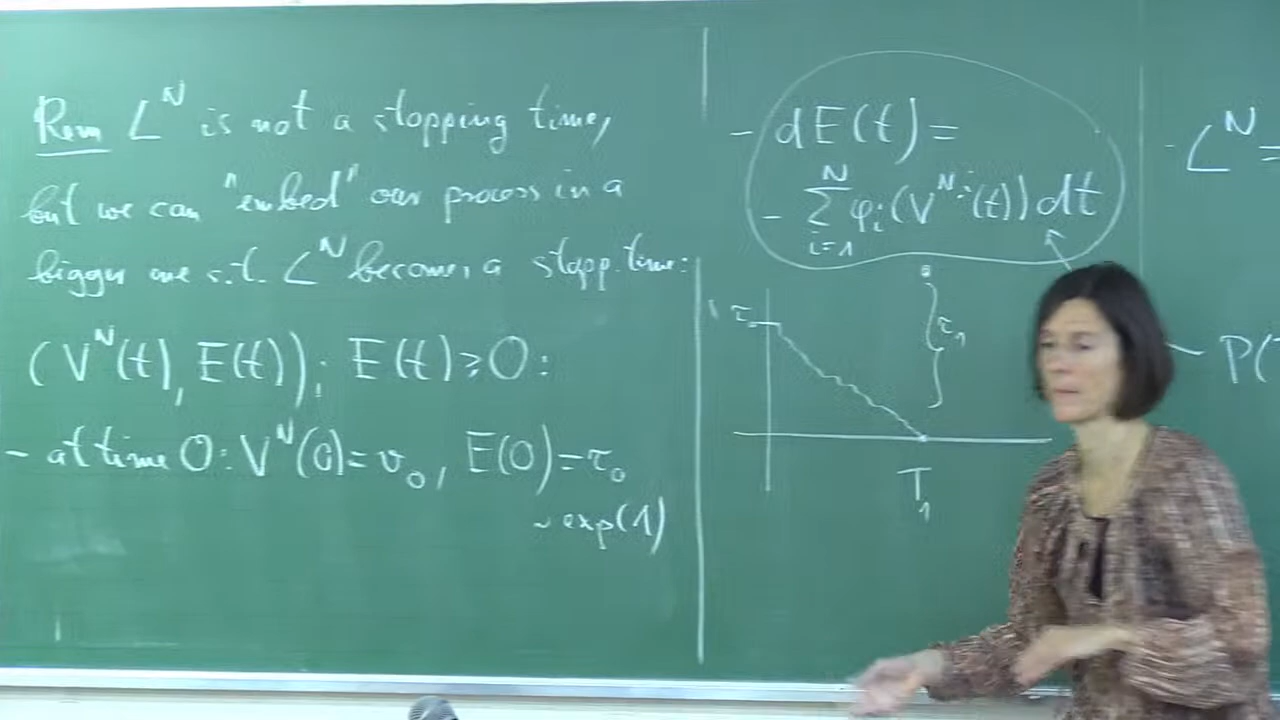 Rem L^N is not a stopping time,
but we can "embed" our process in a
bigger one s.t. L^N becomes a stopp. time:
(V^N(t), E(t)); E(t) ≥ 0:
- at time 0: V^N(0) = v_0, E(0) = τ_0
~ exp(1)
- dE(t) =
- Σ_{i=1}^N φ_i(V^{N,i}(t)) dt
τ_0
τ_1
T_1
- L^N =
P(